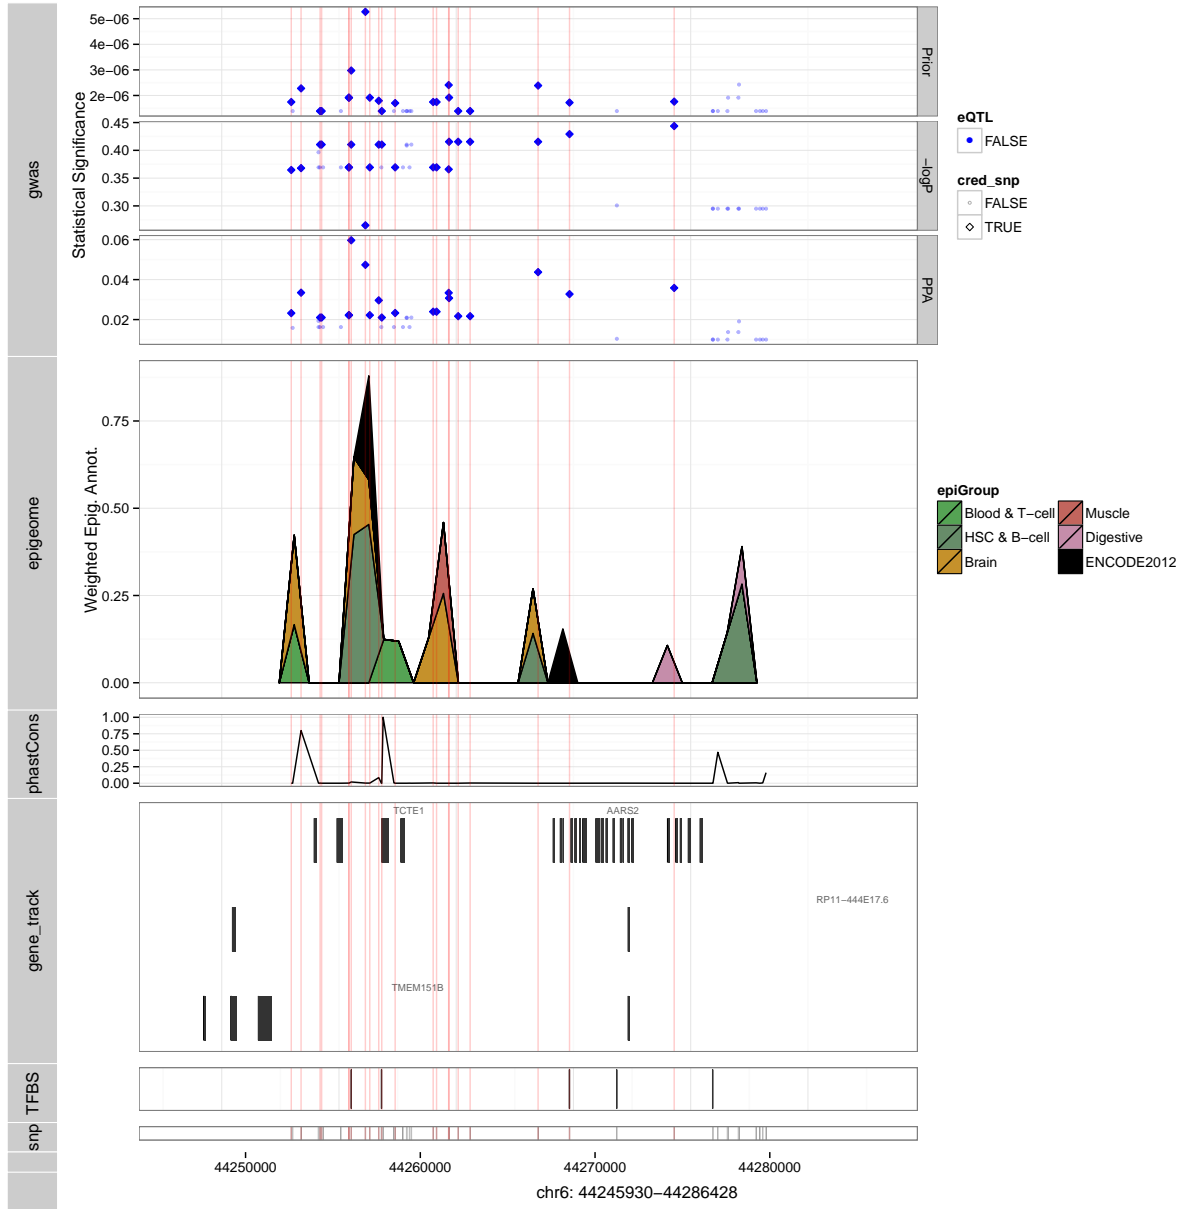 gwas
Statistical Significance
5e−06
4e−06
3e−06
2e−06
Prior
0.45
0.40
0.35
0.30
−logP
0.06
0.04
0.02
PPA
eQTL
FALSE
cred_snp
FALSE
TRUE
epigeome
Weighted Epig. Annot.
0.75
0.50
0.25
0.00
epiGroup
Blood & T−cell
Muscle
HSC & B−cell
Digestive
Brain
ENCODE2012
phastCons
1.00
0.75
0.50
0.25
0.00
gene_track
TCTE1
AARS2
RP11−444E17.6
TMEM151B
TFBS
snp
44250000
44260000
44270000
44280000
chr6: 44245930−44286428